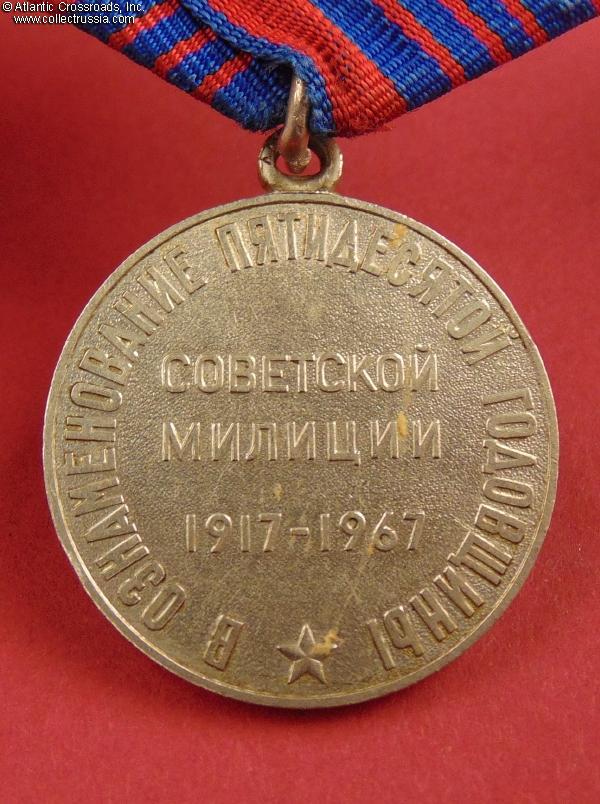 © Atlantic Crossroads, Inc.
www.collectrussia.com
В ОЗНАМЕНОВАНИЕ ПЯТИДЕСЯТОЙ ГОДОВЩИНЫ
СОВЕТСКОЙ
МИЛИЦИИ
1917-1967